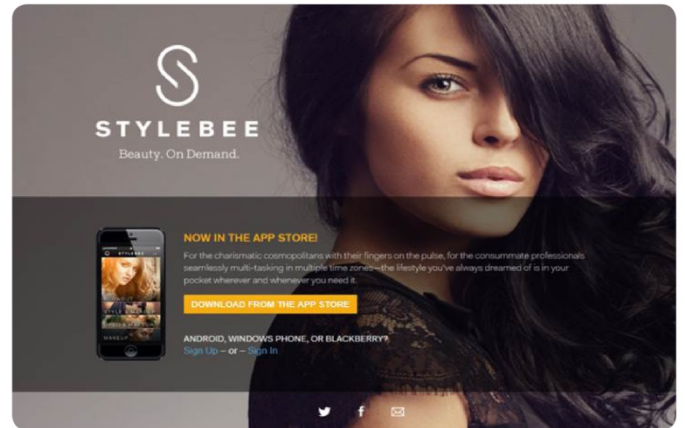 STYLEBEE
Beauty. On Demand.
NOW IN THE APP STORE!
For the charismatic cosmopolitans with their fingers on the pulse, for the consummate professionals
seamlessly multi-tasking in multiple time zones—the lifestyle you've always dreamed of is in your
pocket wherever and whenever you need it.
DOWNLOAD FROM THE APP STORE
ANDROID, WINDOWS PHONE, OR BLACKBERRY?
Sign Up – or – Sign In
STYLEBEE
MAKEUP